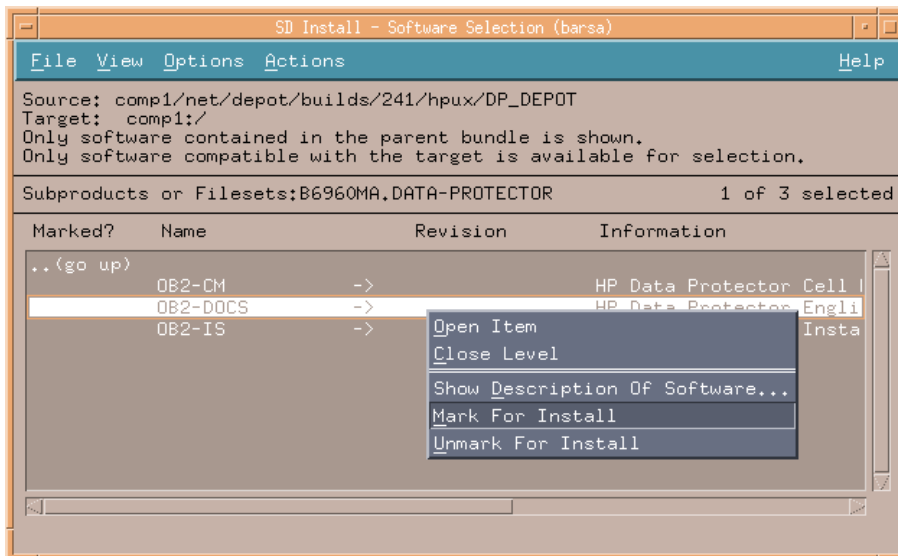 SD Install - Software Selection (barsa)
File View Options Actions Help
Source: comp1/net/depot/builds/241/hpux/DP_DEPOT
Target: comp1:/
Only software contained in the parent bundle is shown.
Only software compatible with the target is available for selection.
Subproducts or Filesets:B6960MA.DATA-PROTECTOR 1 of 3 selected
Marked? Name Revision Information
..(go up)
OB2-CM -> HP Data Protector Cell
OB2-DOCS -> HP Data Protector Engli
OB2-IS -> Insta
Open Item
Close Level
Show Description Of Software...
Mark For Install
Unmark For Install